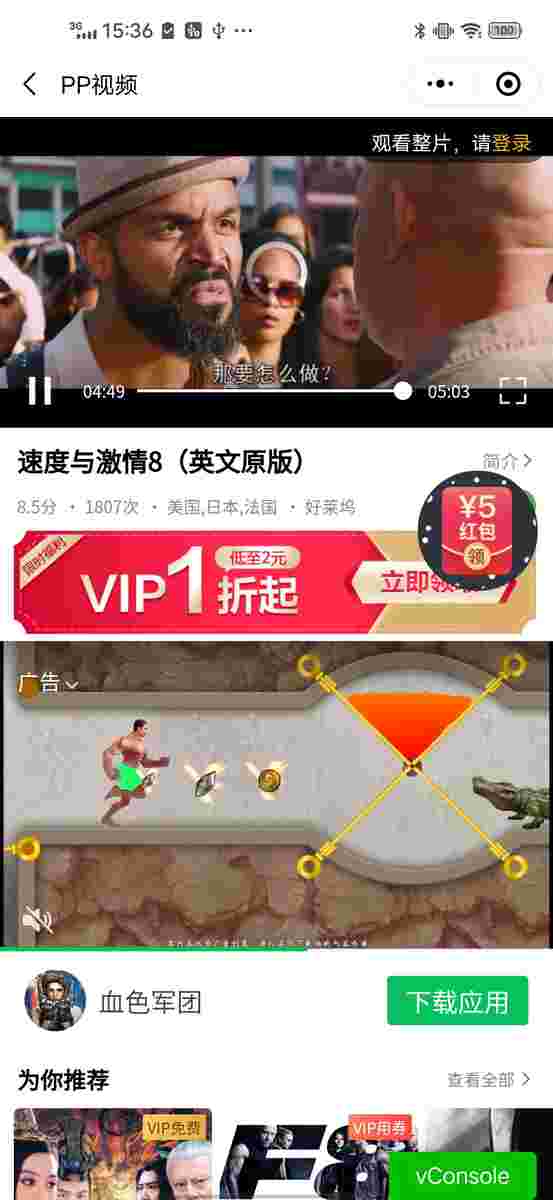 3G 15:36 100
PP视频
观看整片，请登录
那要怎么做?
04:49 05:03
速度与激情8（英文原版）
简介
8.5分 · 1807次 · 美国,日本,法国 · 好莱坞
¥5
红包
领
限时福利
VIP1折起
低至2元
立即领
广告
血色军团
下载应用
为你推荐
查看全部
VIP免费
VIP用券
F8
vConsole